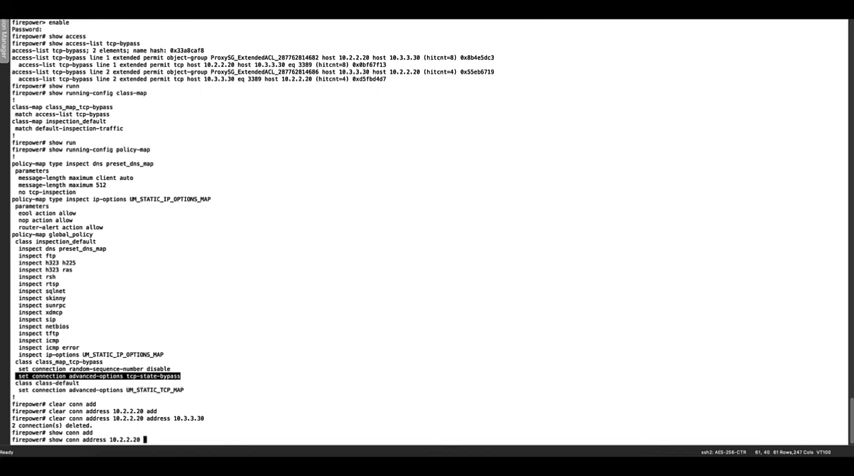 on Manager
firepower> enable
Password:
firepower# show access
firepower# show access-list tcp-bypass
access-list tcp-bypass; 2 elements; name hash: 0x33a8caf8
access-list tcp-bypass line 1 extended permit object-group ProxySG_ExtendedACL_287762814682 host 10.2.2.20 host 10.3.3.30 (hitcnt=8) 0x8b4e5dc3
access-list tcp-bypass line 1 extended permit tcp host 10.2.2.20 host 10.3.3.30 eq 3389 (hitcnt=4) 0x0bf67f13
access-list tcp-bypass line 2 extended permit object-group ProxySG_ExtendedACL_287762814686 host 10.3.3.30 host 10.2.2.20 (hitcnt=4) 0x55eb6719
access-list tcp-bypass line 2 extended permit tcp host 10.3.3.30 eq 3389 host 10.2.2.20 (hitcnt=4) 0xd5fbd4d7
firepower# show runn
firepower# show running-config class-map
!
class-map class_map_tcp-bypass
match access-list tcp-bypass
class-map inspection_default
match default-inspection-traffic
!
firepower# show run
firepower# show running-config policy-map
!
policy-map type inspect dns preset_dns_map
parameters
message-length maximum client auto
message-length maximum 512
no tcp-inspection
policy-map type inspect ip-options UM_STATIC_IP_OPTIONS_MAP
parameters
eool action allow
nop action allow
router-alert action allow
policy-map global_policy
class inspection_default
inspect dns preset_dns_map
inspect ftp
inspect h323 h225
inspect h323 ras
inspect rsh
inspect rtsp
inspect sqlnet
inspect skinny
inspect sunrpc
inspect xdmcp
inspect sip
inspect netbios
inspect tftp
inspect icmp
inspect icmp error
inspect ip-options UM_STATIC_IP_OPTIONS_MAP
class class_map_tcp-bypass
set connection random-sequence-number disable
set connection advanced-options tcp-state-bypass
class class-default
set connection advanced-options UM_STATIC_TCP_MAP
!
firepower# clear conn add
firepower# clear conn address 10.2.2.20 add
firepower# clear conn address 10.2.2.20 address 10.3.3.30
2 connection(s) deleted.
firepower# show conn add
firepower# show conn address 10.2.2.20
Ready
ssh2: AES-256-CTR
61, 40
61 Rows,347 Cols
VT100